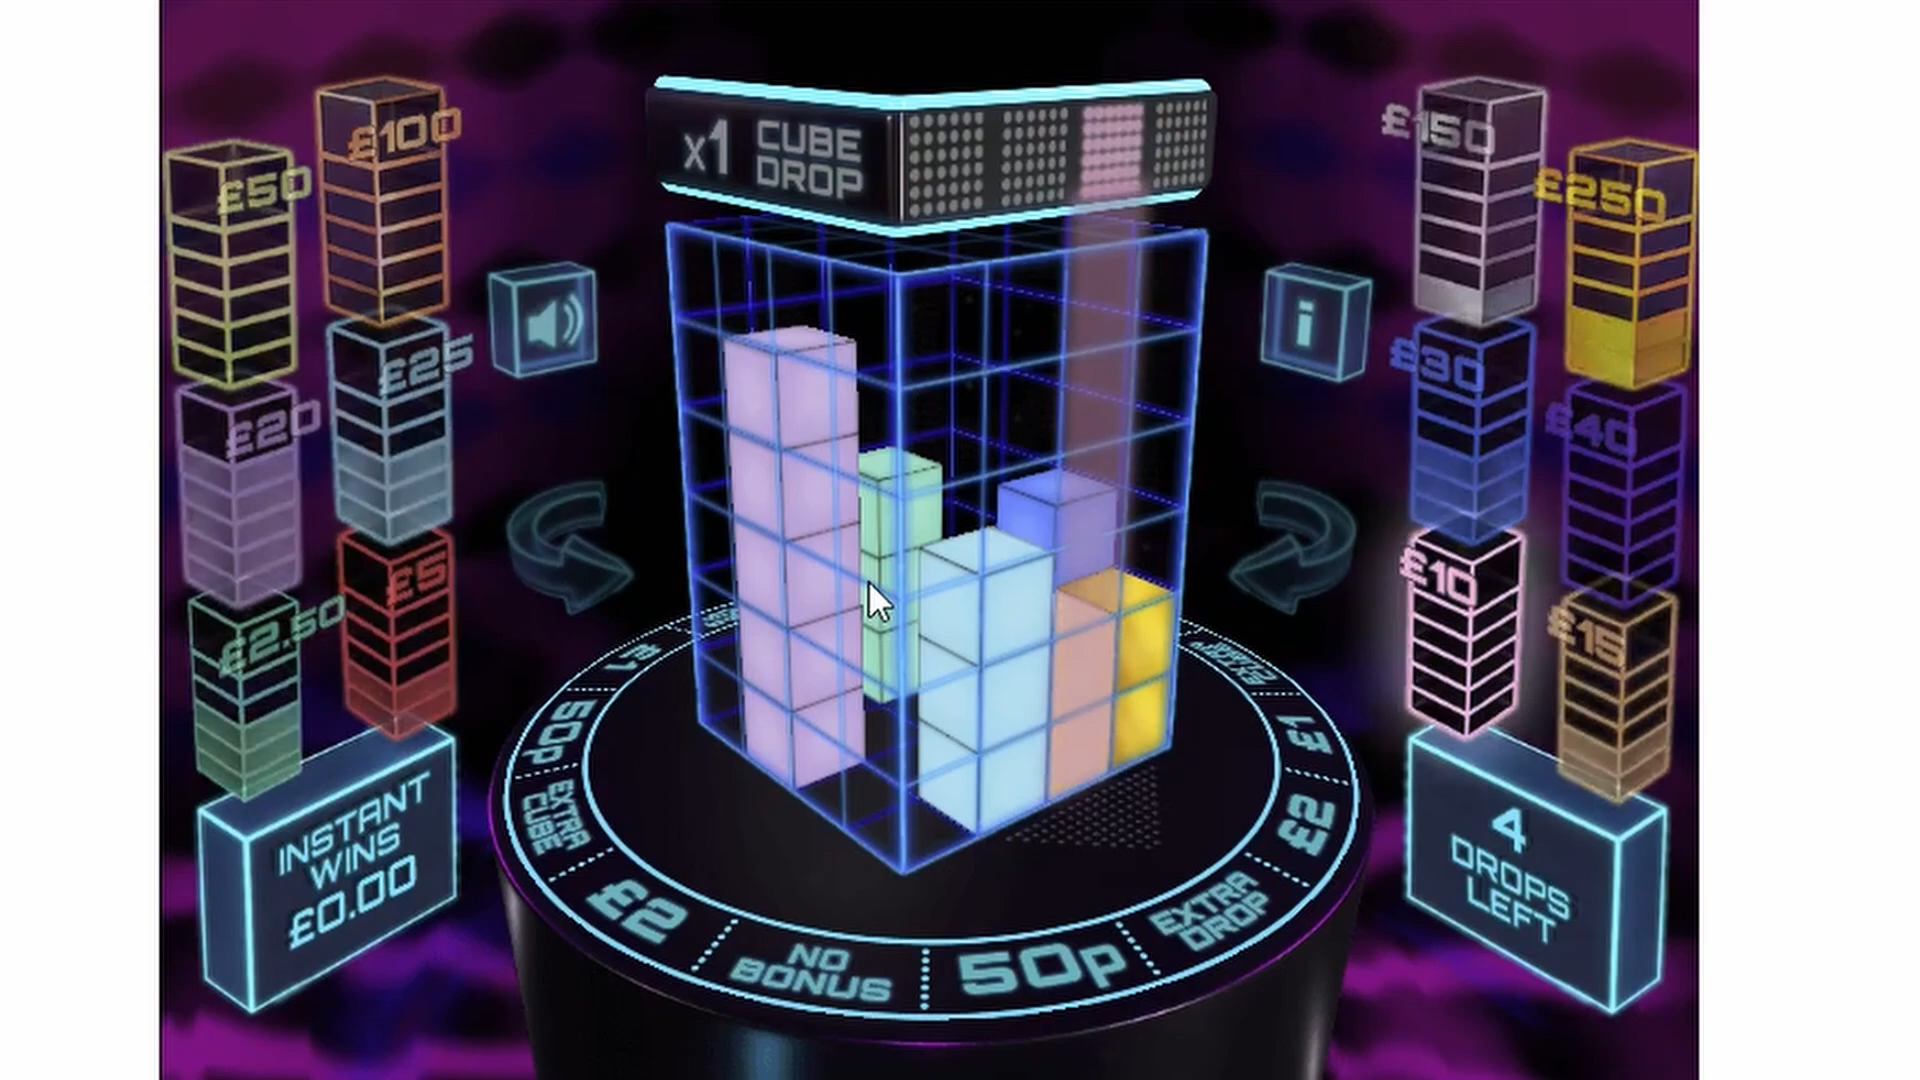 x1 CUBE
DROP
£50
£100
£150
£250
£20
£25
£30
£40
£2.50
£5
£10
£15
i
£1
50p
EXTRA
CUBE
£2
NO
BONUS
50p
EXTRA
DROP
£2
£1
INSTANT
WINS
£0.00
4
DROPS
LEFT